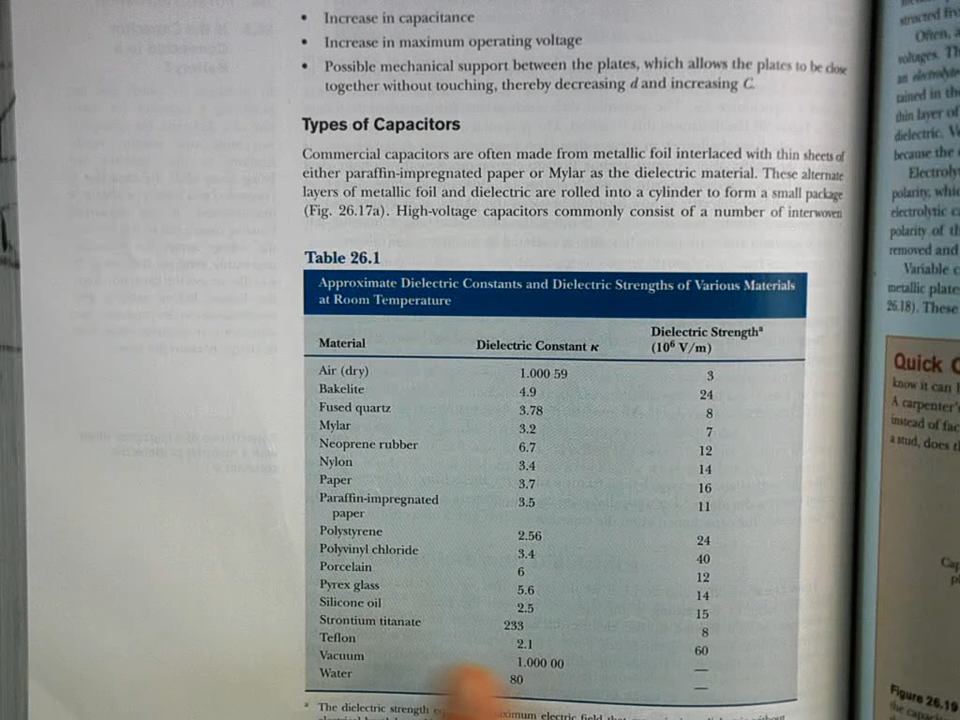 • Increase in capacitance
• Increase in maximum operating voltage
• Possible mechanical support between the plates, which allows the plates to be close
together without touching, thereby decreasing d and increasing C.
Types of Capacitors
Commercial capacitors are often made from metallic foil interlaced with thin sheets of
either paraffin-impregnated paper or Mylar as the dielectric material. These alternate
layers of metallic foil and dielectric are rolled into a cylinder to form a small package
(Fig. 26.17a). High-voltage capacitors commonly consist of a number of interwoven
Table 26.1
Approximate Dielectric Constants and Dielectric Strengths of Various Materials
at Room Temperature
Material Dielectric Constant κ Dielectric Strengthᵃ (10⁶ V/m)
Air (dry) 1.000 59 3
Bakelite 4.9 24
Fused quartz 3.78 8
Mylar 3.2 7
Neoprene rubber 6.7 12
Nylon 3.4 14
Paper 3.7 16
Paraffin-impregnated 3.5 11
paper
Polystyrene 2.56 24
Polyvinyl chloride 3.4 40
Porcelain 6 12
Pyrex glass 5.6 14
Silicone oil 2.5 15
Strontium titanate 233 8
Teflon 2.1 60
Vacuum 1.000 00 —
Water 80 —
ᵃ The dielectric strength
electric field
Often,
voltages.
in the
thin layer of
dielectric.
because the
polarity,
polarity of
removed and
Variable
metallic
26.18). These
Quick
know it can
A carpenter's
instead of
a stud, does
Figure 26.19
the